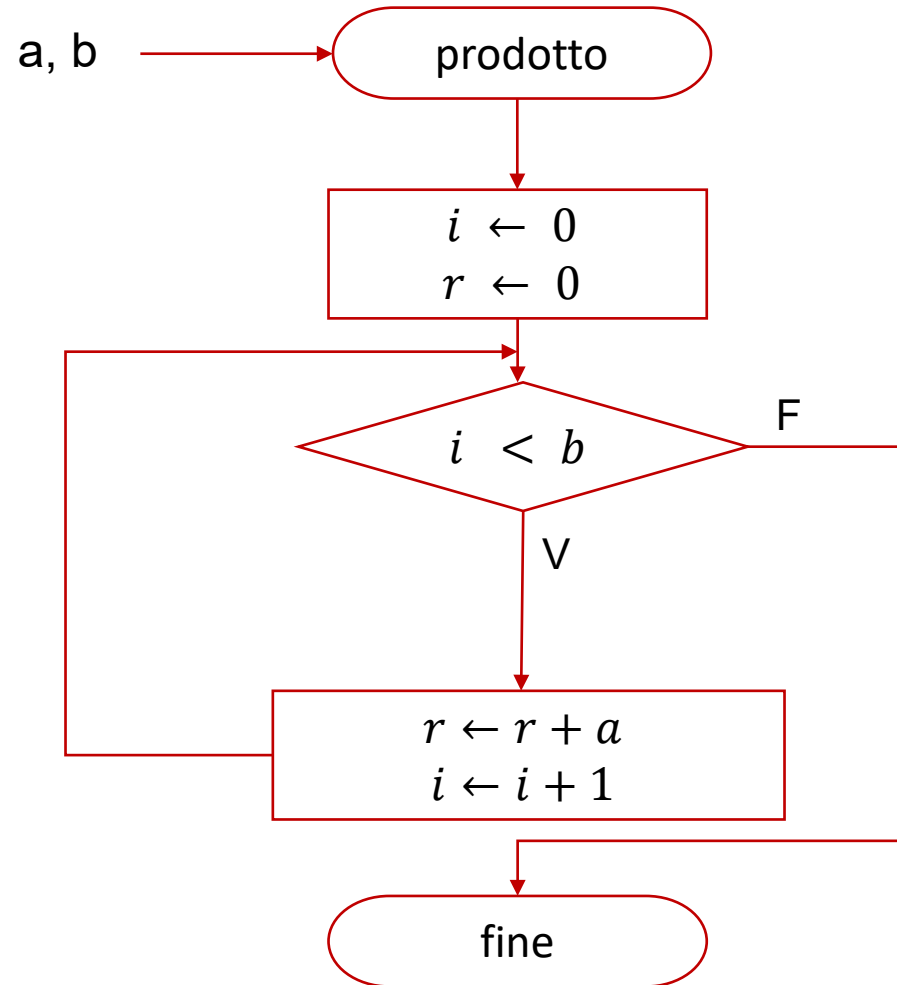 a, b
prodotto
i ← 0
r ← 0
i < b
F
V
r ← r + a
i ← i + 1
fine